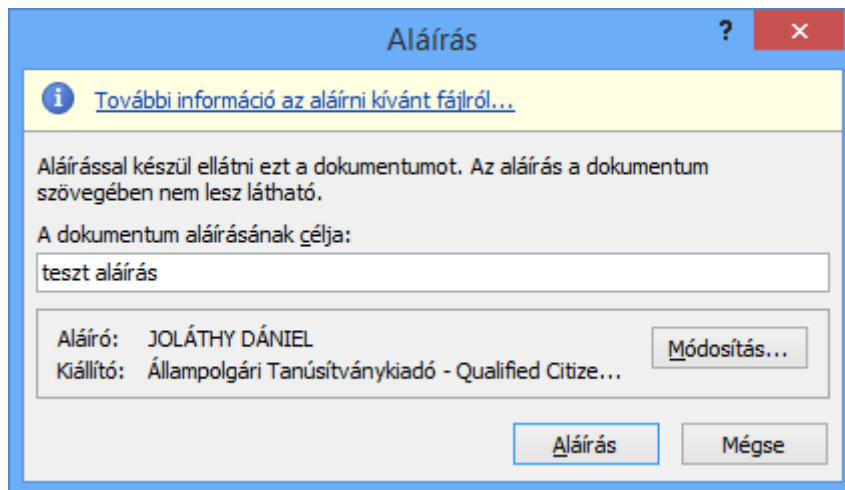 Aláírás
?
További információ az aláírni kívánt fájlról...
Aláírással készül ellátni ezt a dokumentumot. Az aláírás a dokumentum
szövegében nem lesz látható.
A dokumentum aláírásának célja:
teszt aláírás
Aláíró: JOLÁTHY DÁNIEL
Módosítás...
Kiállító: Állampolgári Tanúsítványkiadó - Qualified Citize...
Aláírás Mégse